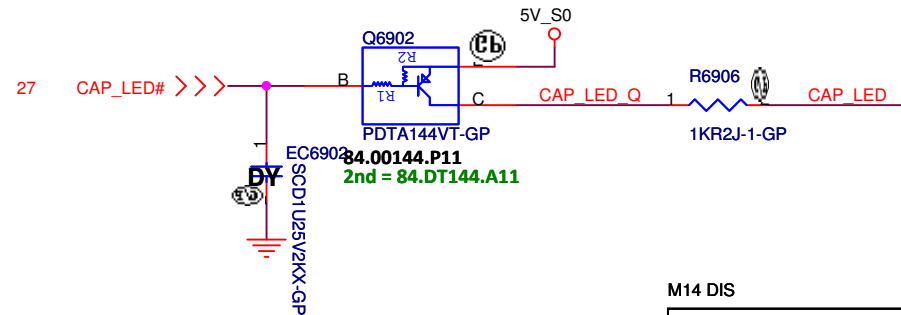 5V_S0
Q6902
R2
B
E
R1
C
27
CAP_LED#
CAP_LED_Q
1
R6906
2
CAP_LED
PDTA144VT-GP
1KR2J-1-GP
84.00144.P11
2nd = 84.DT144.A11
1
EC6902
DY
SCD1U25V2KX-GP
M14 DIS